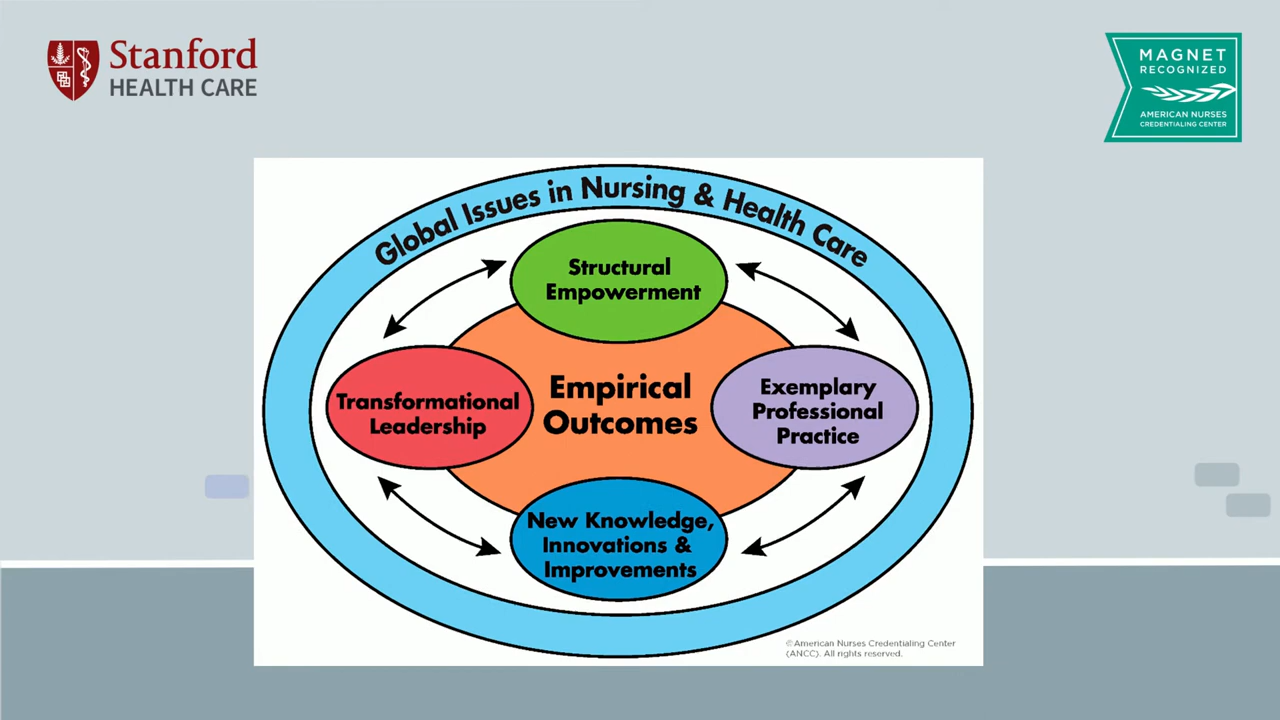 Stanford
HEALTH CARE
MAGNET
RECOGNIZED
AMERICAN NURSES
CREDENTIALING CENTER
Global Issues in Nursing & Health Care
Structural
Empowerment
Transformational
Leadership
Empirical
Outcomes
Exemplary
Professional
Practice
New Knowledge,
Innovations &
Improvements
©American Nurses Credentialing Center
(ANCC). All rights reserved.